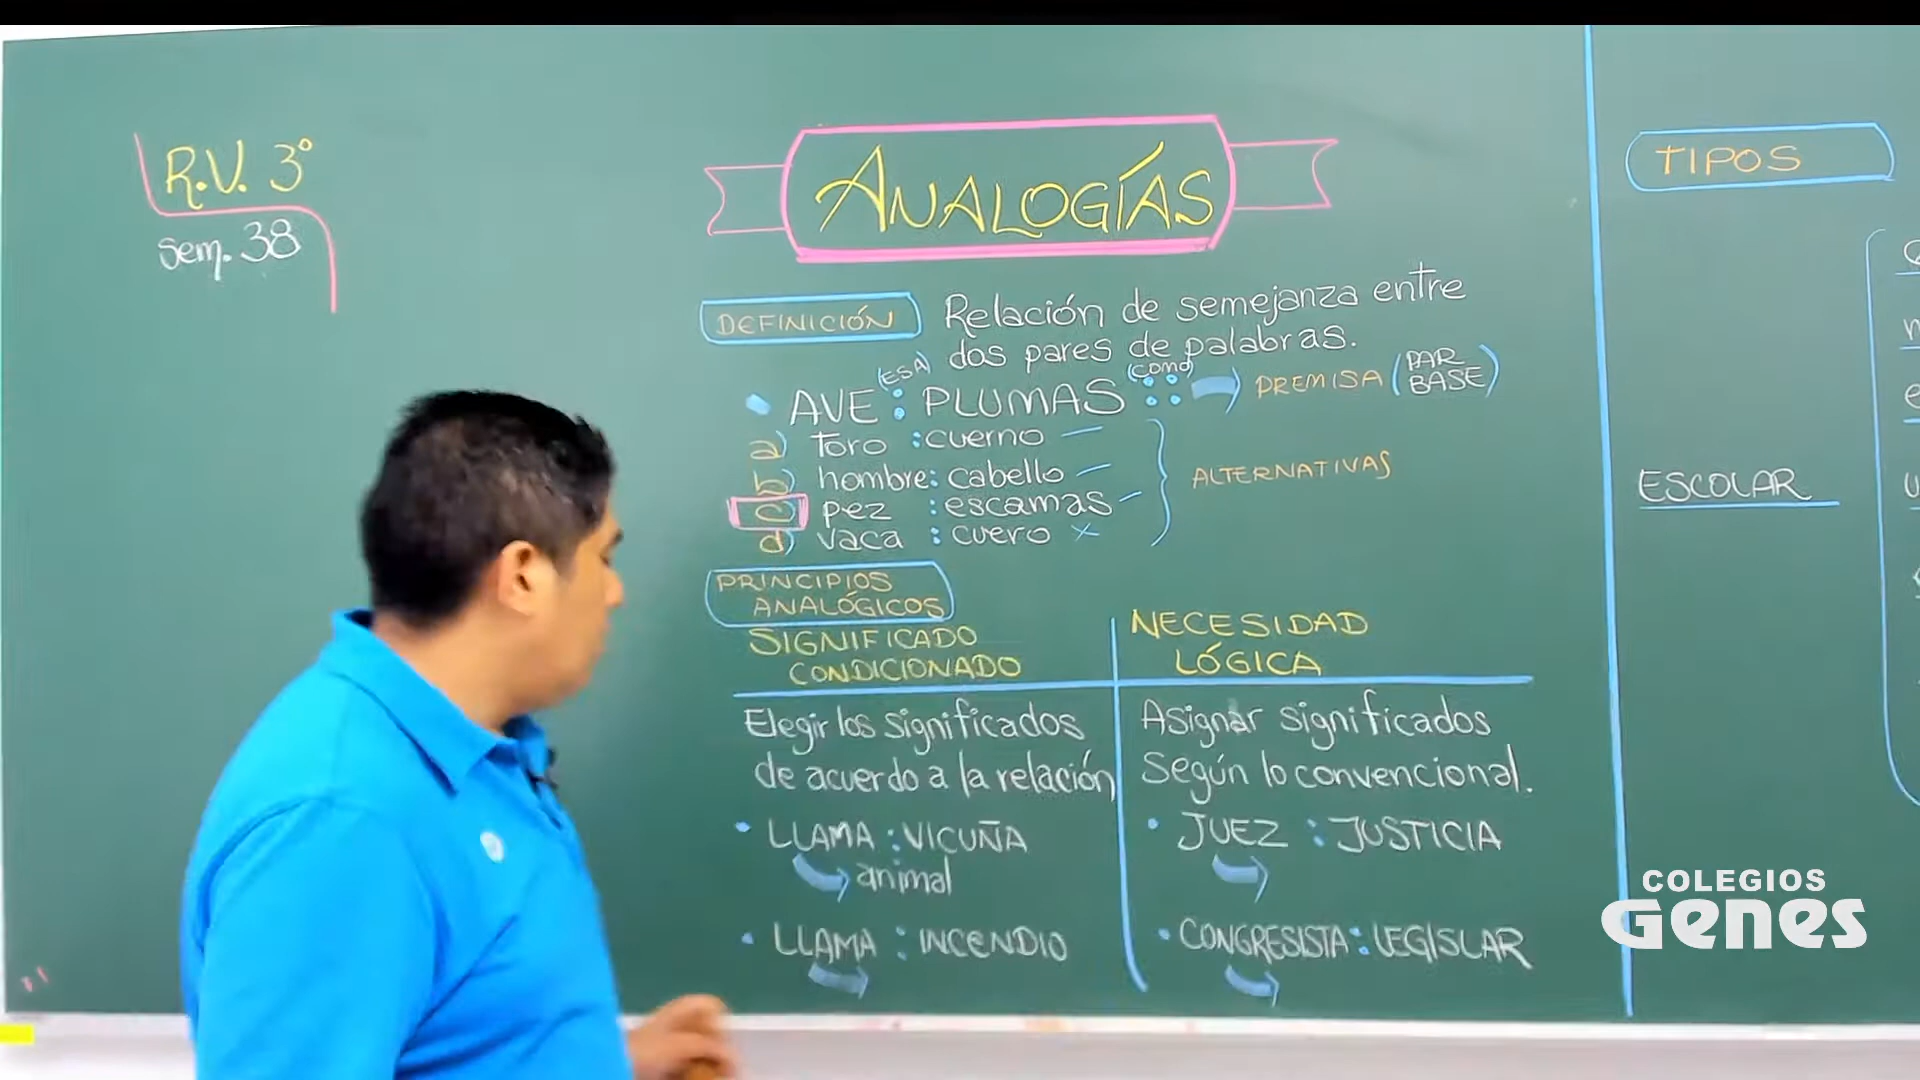 R.V. 3°
sem. 38
ANALOGÍAS
DEFINICIÓN
Relación de semejanza entre
dos pares de palabras.
(ESA)
(COMO)
AVE : PLUMAS ::
PREMISA (PAR BASE)
a) Toro : cuerno –
b) hombre: cabello –
c) pez : escamas –
d) vaca : cuero x
ALTERNATIVAS
PRINCIPIOS
ANALÓGICOS
SIGNIFICADO
CONDICIONADO
Elegir los significados
de acuerdo a la relación
• LLAMA : VICUÑA
animal
• LLAMA : INCENDIO
NECESIDAD
LÓGICA
Asignar significados
Según lo convencional.
• JUEZ : JUSTICIA
• CONGRESISTA : LEGISLAR
TIPOS
ESCOLAR
COLEGIOS
Genes